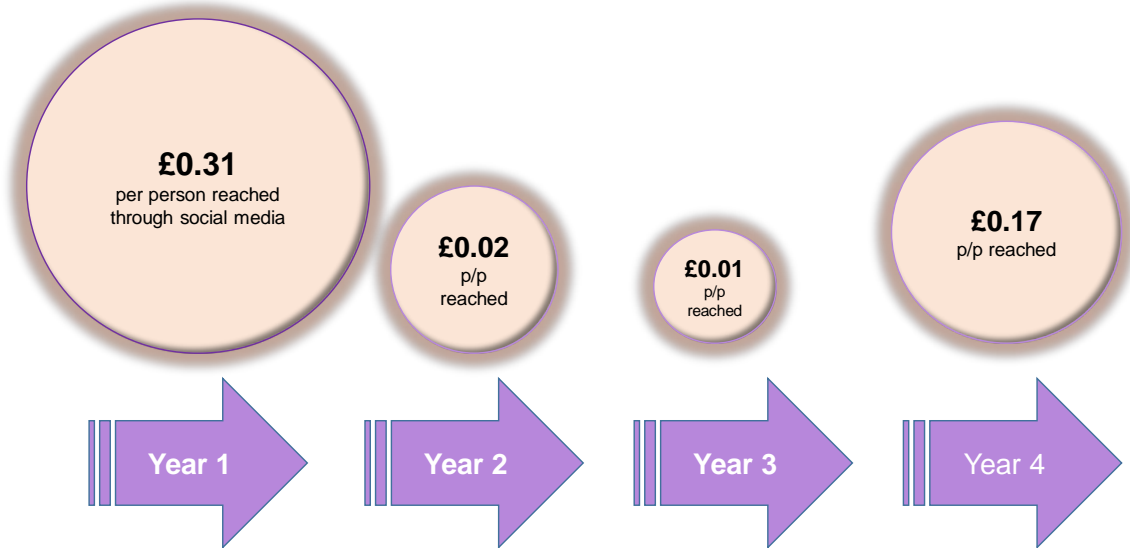 £0.31
per person reached
through social media
£0.02
p/p
reached
£0.01
p/p
reached
£0.17
p/p reached
Year 1
Year 2
Year 3
Year 4